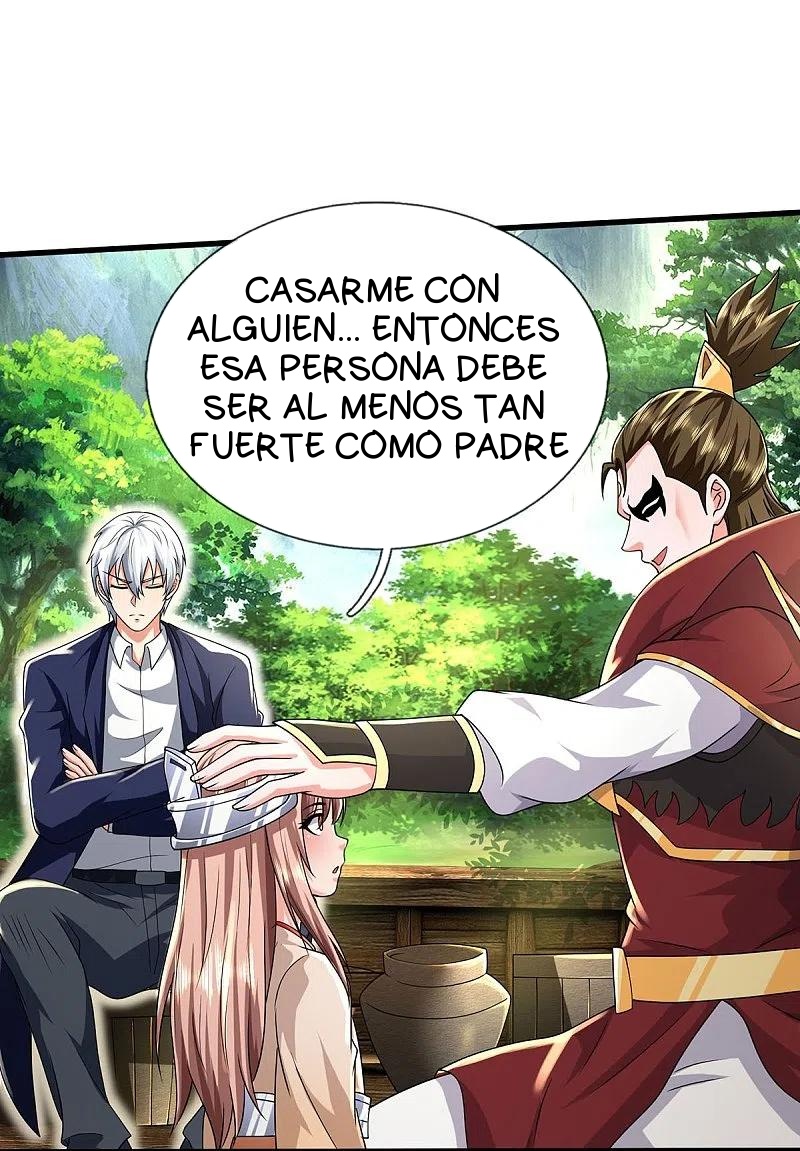 CASARME CON
ALGUIEN... ENTONCES
ESA PERSONA DEBE
SER AL MENOS TAN
FUERTE COMO PADRE